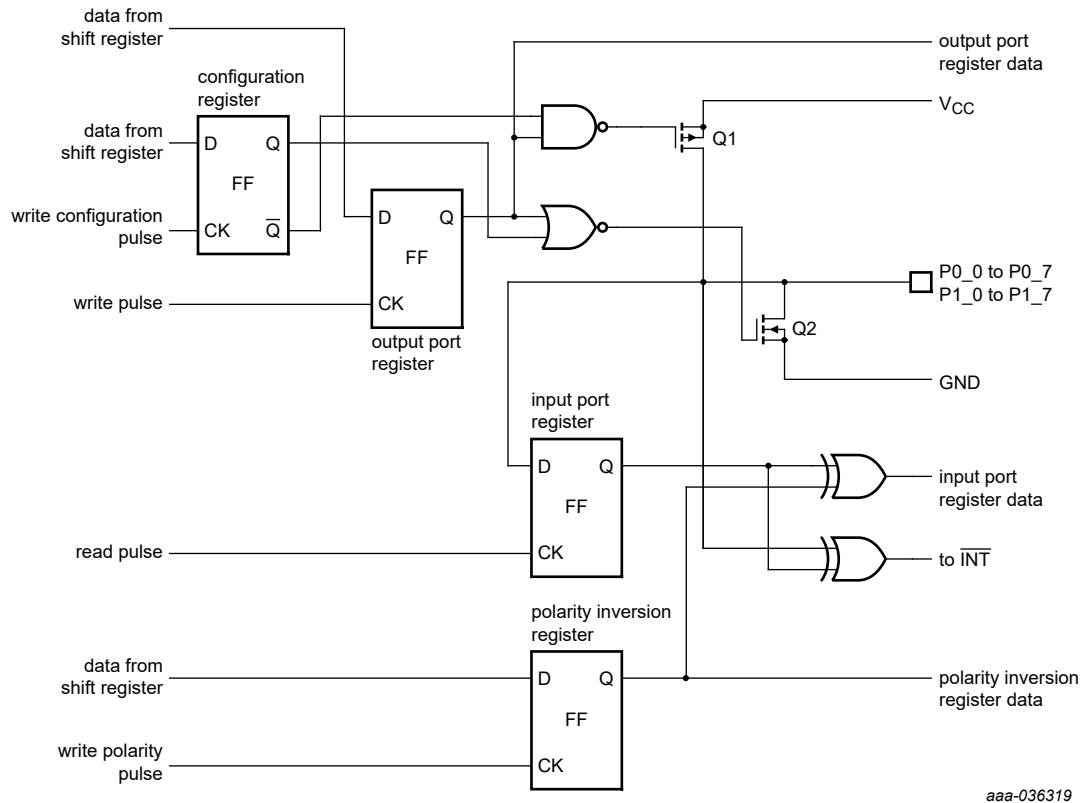 data from
shift register
output port
register data
configuration
register
V_CC
data from
shift register
D
Q
Q1
FF
write configuration
pulse
CK
Q̅
D
Q
FF
P0_0 to P0_7
P1_0 to P1_7
write pulse
CK
Q2
output port
register
GND
input port
register
D
Q
input port
register data
FF
read pulse
CK
to I̅N̅T̅
polarity inversion
register
data from
shift register
D
Q
polarity inversion
register data
FF
write polarity
pulse
CK
aaa-036319